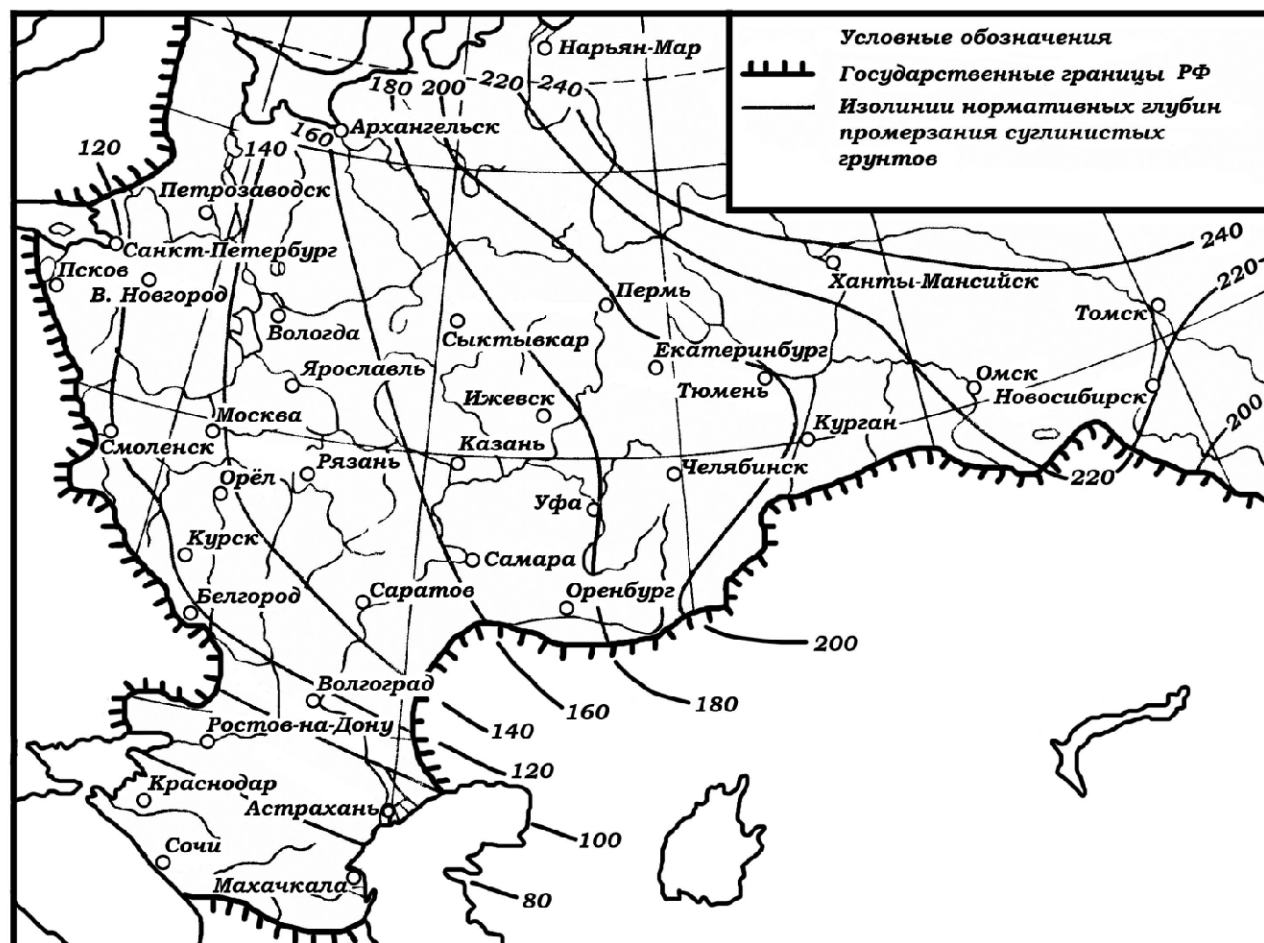 Нарьян-Мар
Условные обозначения
Государственные границы РФ
Изолинии нормативных глубин
промерзания суглинистых
грунтов
180
200
220
240
160
Архангельск
120
140
Петрозаводск
Санкт-Петербург
240
Псков
В. Новгород
Ханты-Мансийск
220
Пермь
Томск
Вологда
Сыктывкар
Екатеринбург
Ярославль
Тюмень
Омск
Новосибирск
Ижевск
Москва
Курган
200
Смоленск
Казань
Рязань
Челябинск
220
Орёл
Уфа
Курск
Самара
Белгород
Саратов
Оренбург
200
Волгоград
180
160
Ростов-на-Дону
140
120
Краснодар
Астрахань
100
Сочи
Махачкала
80